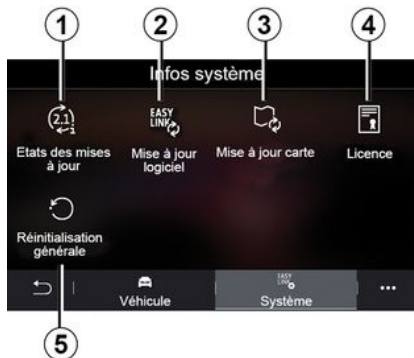 1 2 3 4
Infos système
2.1
EASY
LINK
Etats des mises
à jour
Mise à jour
logiciel
Mise à jour carte
Licence
Réinitialisation
générale
Véhicule
EASY
LINK
Système
...
5